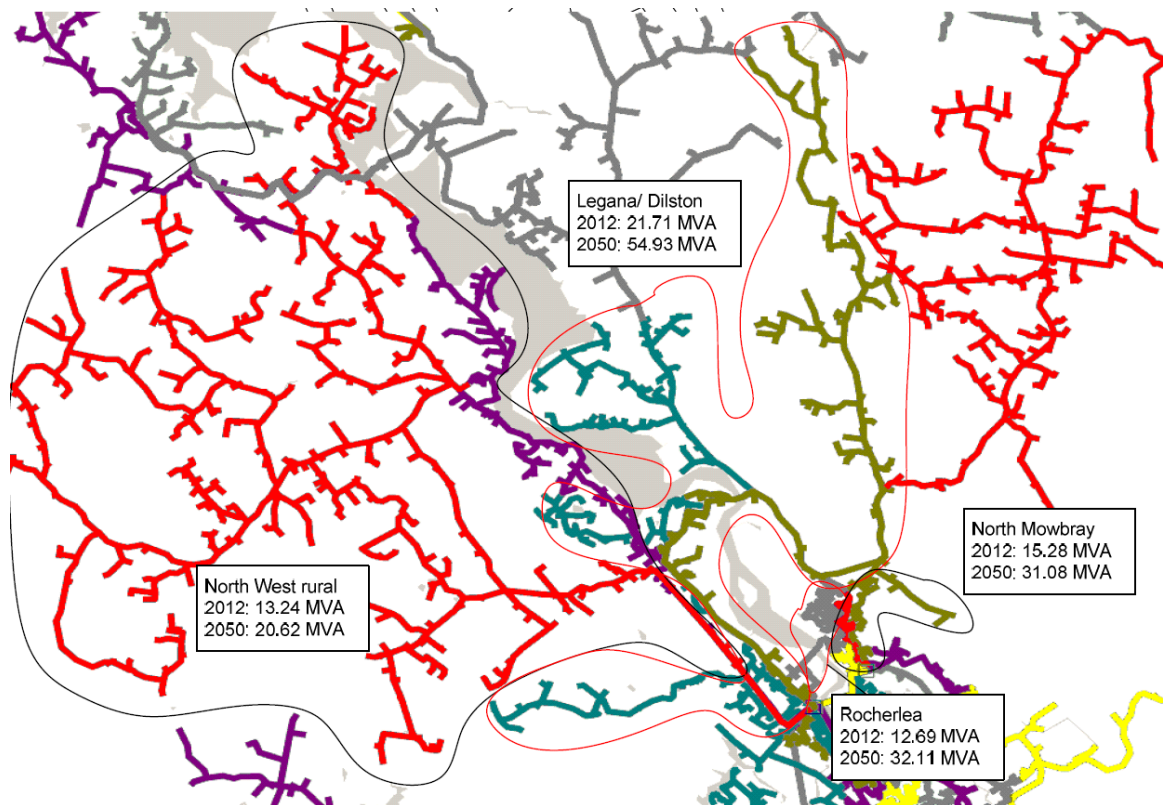 Legana/ Dilston
2012: 21.71 MVA
2050: 54.93 MVA
North Mowbray
2012: 15.28 MVA
2050: 31.08 MVA
North West rural
2012: 13.24 MVA
2050: 20.62 MVA
Rocherlea
2012: 12.69 MVA
2050: 32.11 MVA